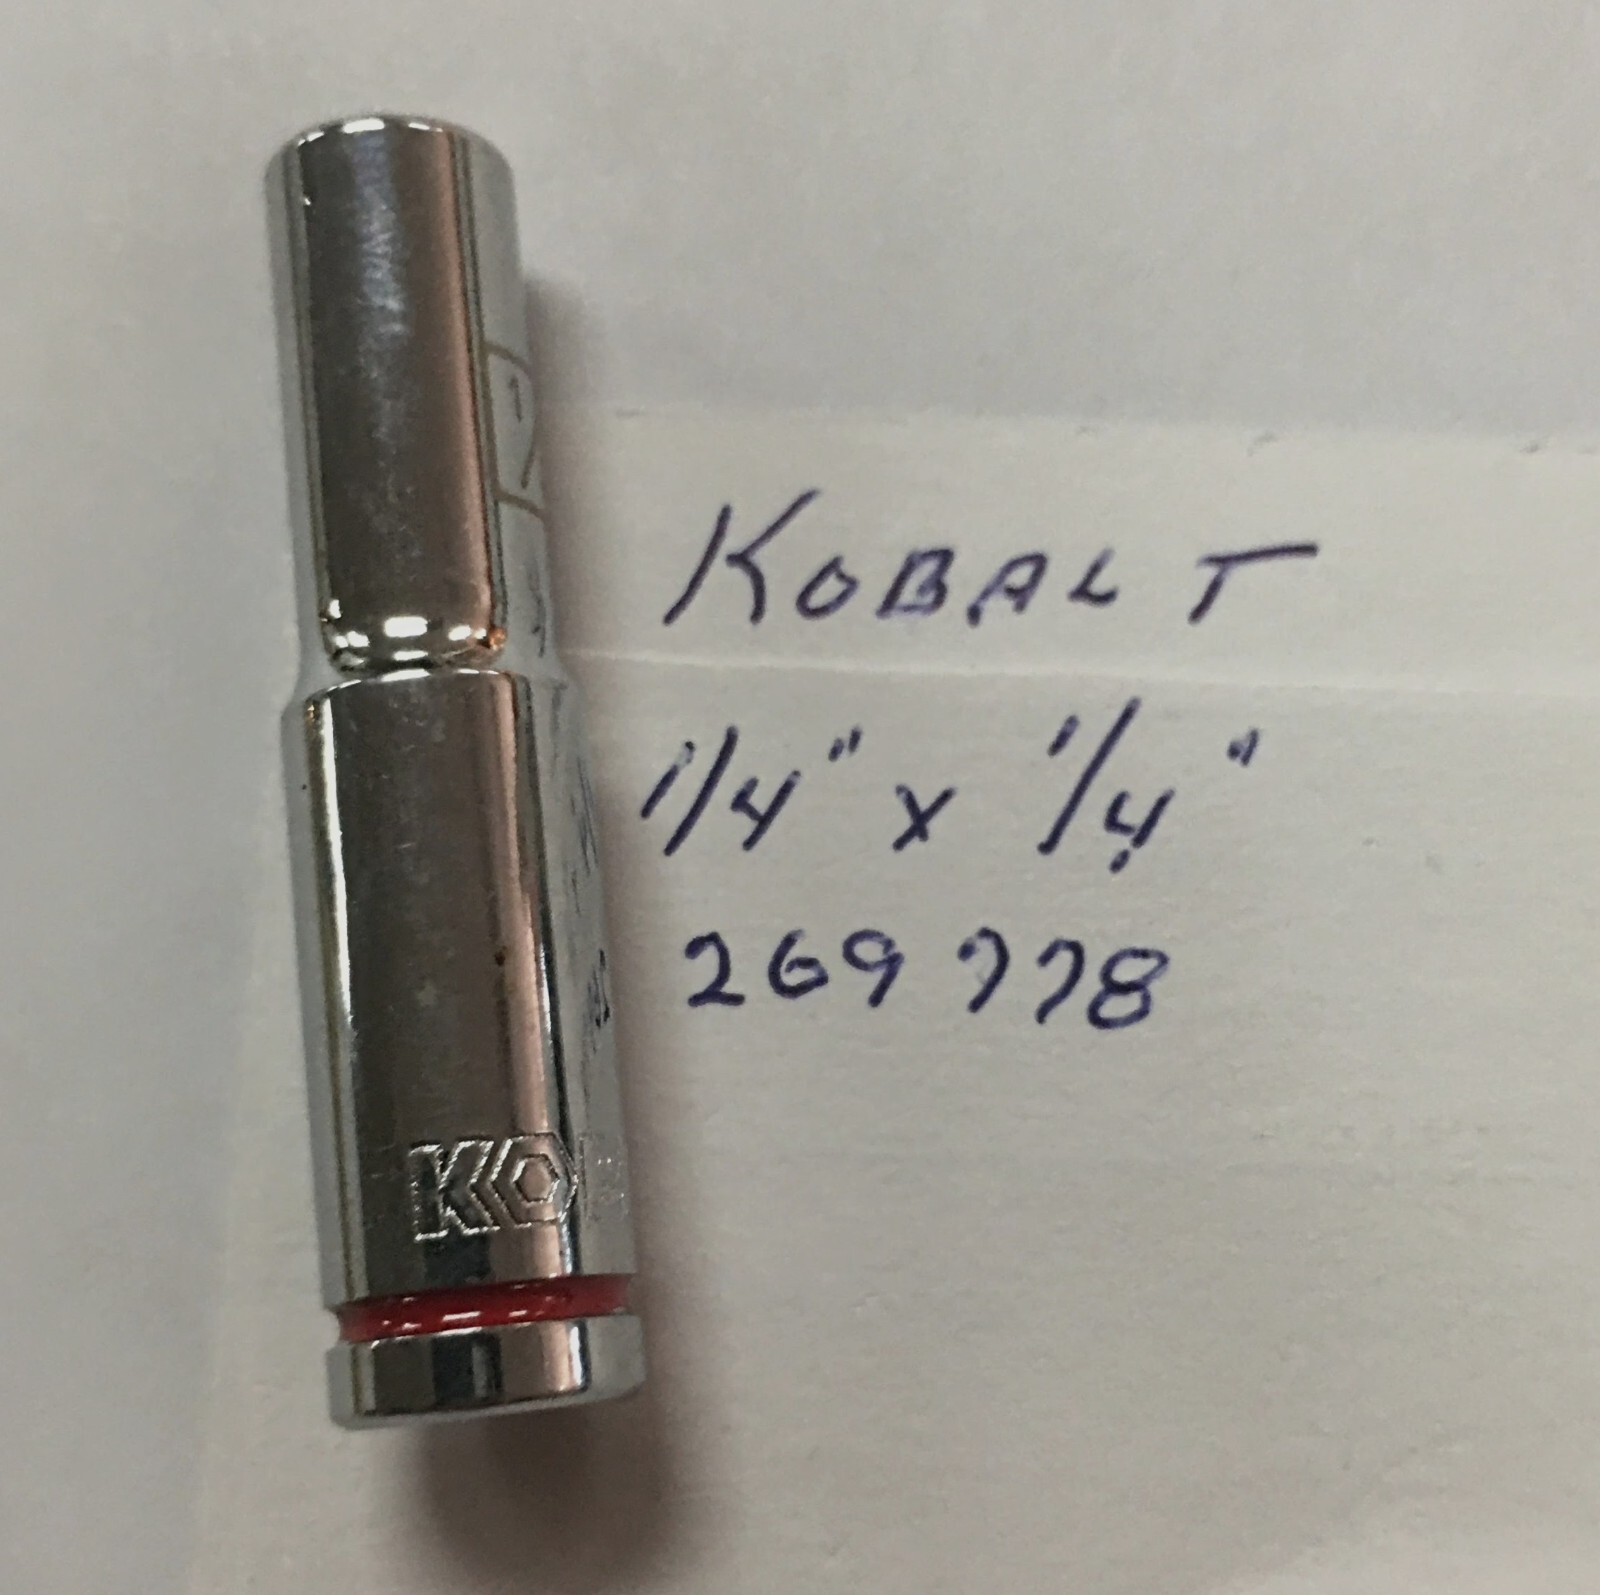 KOBALT
1/4" x 1/4"
269778
KO